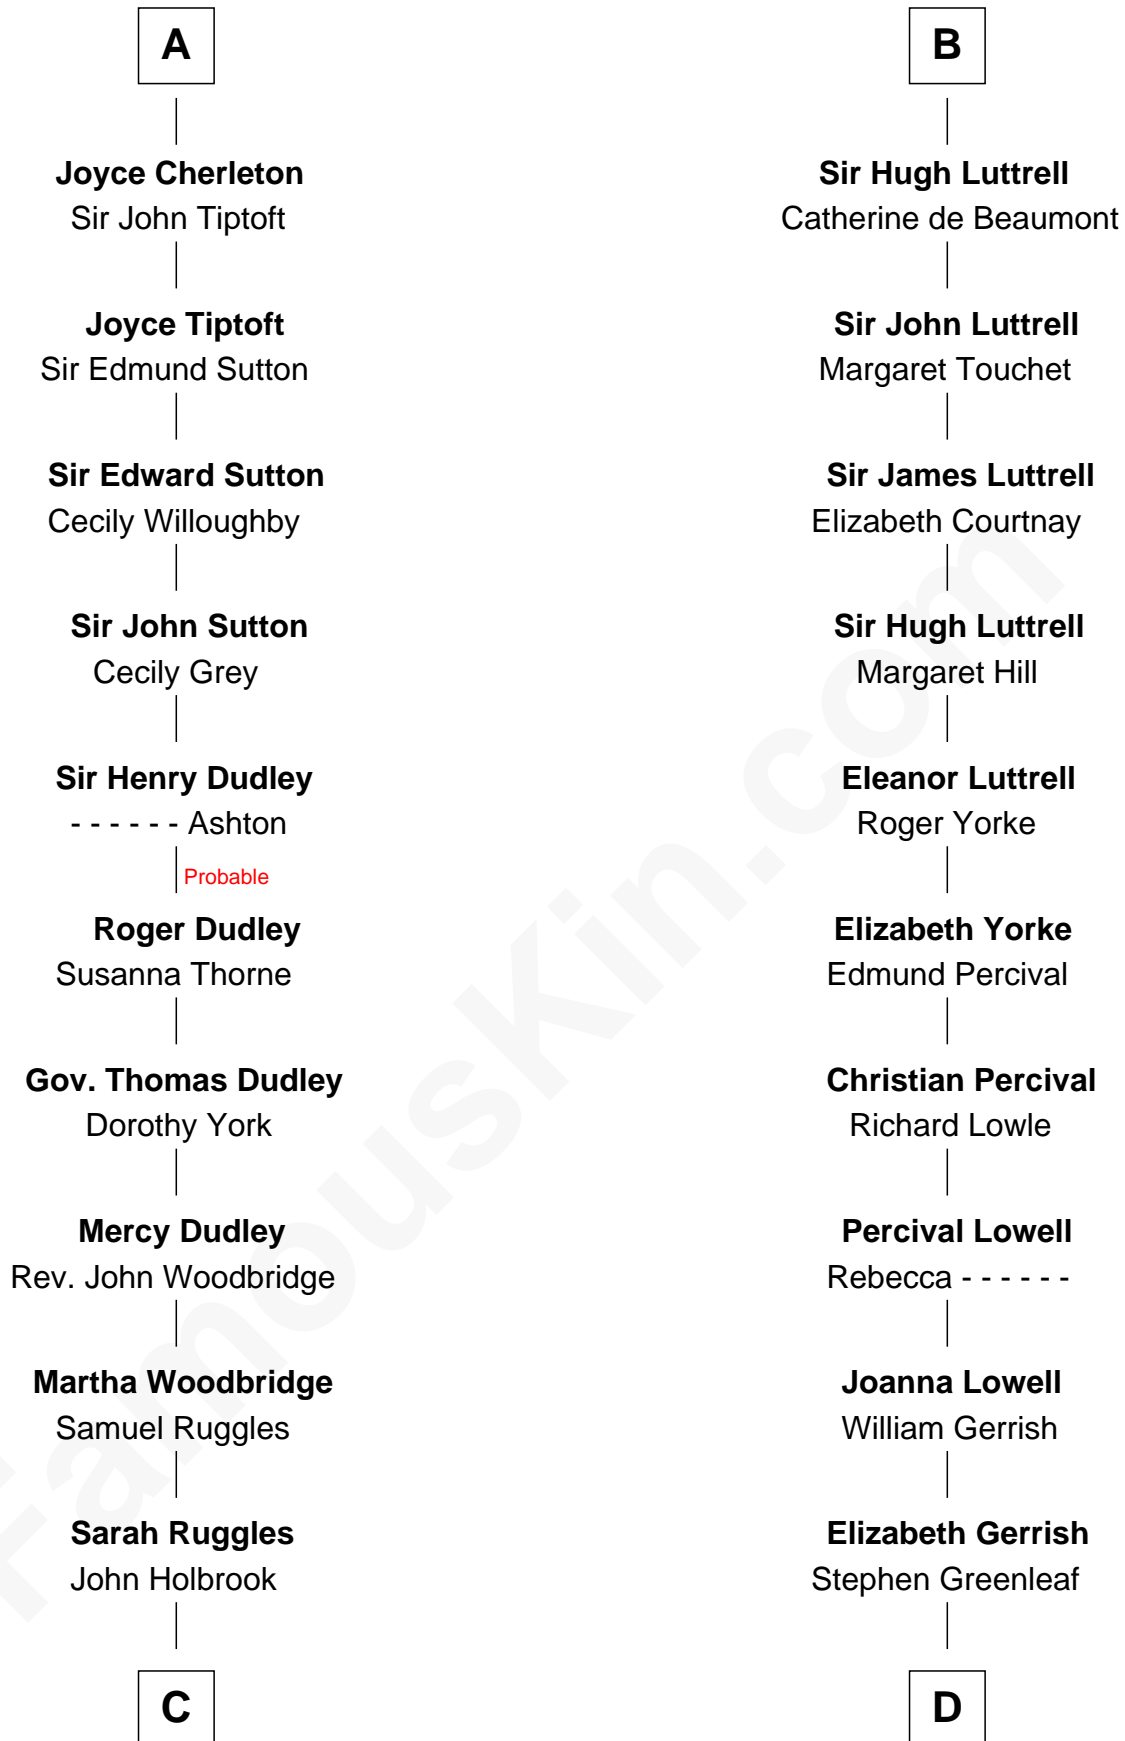 A
Joyce Cherleton
Sir John Tiptoft
Joyce Tiptoft
Sir Edmund Sutton
Sir Edward Sutton
Cecily Willoughby
Sir John Sutton
Cecily Grey
Sir Henry Dudley
- - - - - - Ashton
Probable
Roger Dudley
Susanna Thorne
Gov. Thomas Dudley
Dorothy York
Mercy Dudley
Rev. John Woodbridge
Martha Woodbridge
Samuel Ruggles
Sarah Ruggles
John Holbrook
C
B
Sir Hugh Luttrell
Catherine de Beaumont
Sir John Luttrell
Margaret Touchet
Sir James Luttrell
Elizabeth Courtnay
Sir Hugh Luttrell
Margaret Hill
Eleanor Luttrell
Roger Yorke
Elizabeth Yorke
Edmund Percival
Christian Percival
Richard Lowle
Percival Lowell
Rebecca - - - - - -
Joanna Lowell
William Gerrish
Elizabeth Gerrish
Stephen Greenleaf
D
FamousKin.com